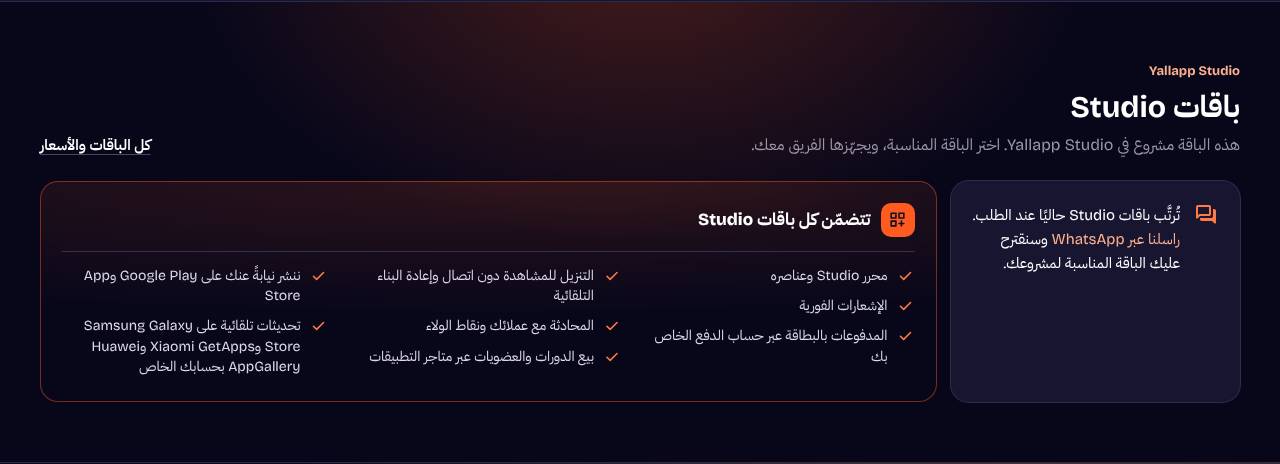 Yallapp Studio
باقات Studio
هذه الباقة مشروع في Yallapp Studio. اختر الباقة المناسبة، ويجهّزها الفريق معك.
كل الباقات والأسعار
تُرتَّب باقات Studio حاليًا عند الطلب.
راسلنا عبر WhatsApp وسنقترح
عليك الباقة المناسبة لمشروعك.
تتضمّن كل باقات Studio
محرر Studio وعناصره
الإشعارات الفورية
المدفوعات بالبطاقة عبر حساب الدفع الخاص
بك
التنزيل للمشاهدة دون اتصال وإعادة البناء
التلقائية
المحادثة مع عملائك ونقاط الولاء
بيع الدورات والعضويات عبر متاجر التطبيقات
ننشر نيابةً عنك على Google Play وApp
Store
تحديثات تلقائية على Samsung Galaxy
Store وXiaomi GetApps وHuawei
AppGallery بحسابك الخاص